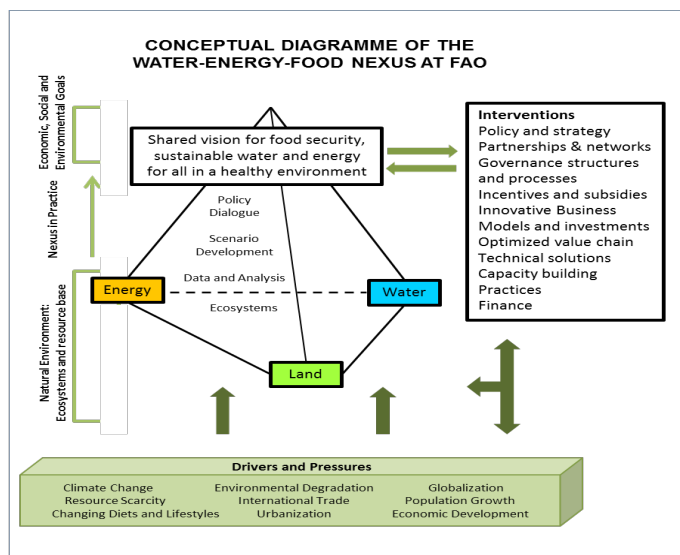 CONCEPTUAL DIAGRAMME OF THE
WATER-ENERGY-FOOD NEXUS AT FAO
Economic, Social and
Environmental Goals
Nexus in Practice
Natural Environment:
Ecosystems and resource base
Shared vision for food security,
sustainable water and energy
for all in a healthy environment
Policy
Dialogue
Scenario
Development
Data and Analysis
Ecosystems
Energy
Water
Land
Interventions
Policy and strategy
Partnerships & networks
Governance structures
and processes
Incentives and subsidies
Innovative Business
Models and investments
Optimized value chain
Technical solutions
Capacity building
Practices
Finance
Drivers and Pressures
Climate Change
Resource Scarcity
Changing Diets and Lifestyles
Environmental Degradation
International Trade
Urbanization
Globalization
Population Growth
Economic Development